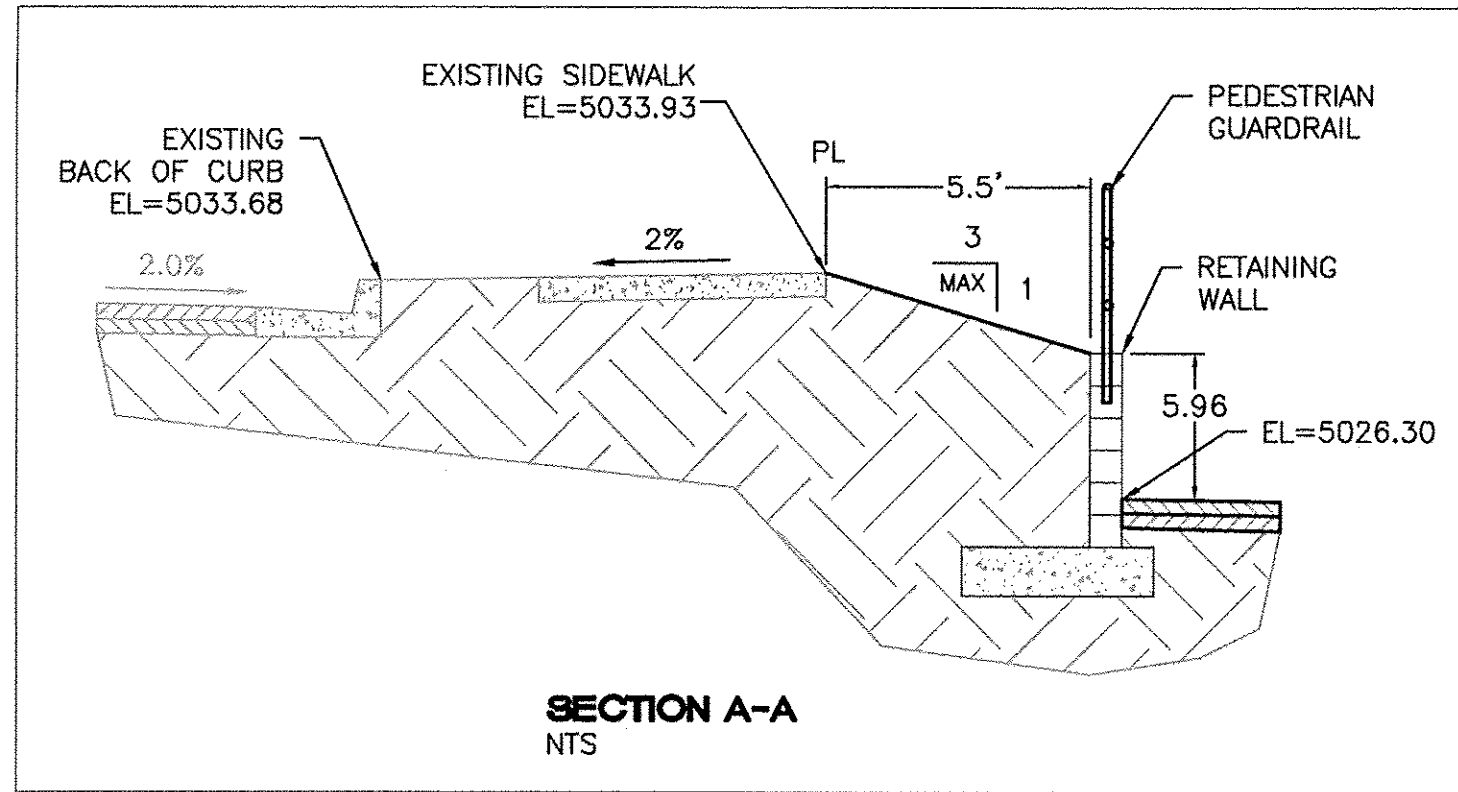 EXISTING SIDEWALK
EL=5033.93
PEDESTRIAN
GUARDRAIL
EXISTING
BACK OF CURB
EL=5033.68
PL
5.5'
2.0%
2%
3
MAX
1
RETAINING
WALL
5.96
EL=5026.30
SECTION A-A
NTS